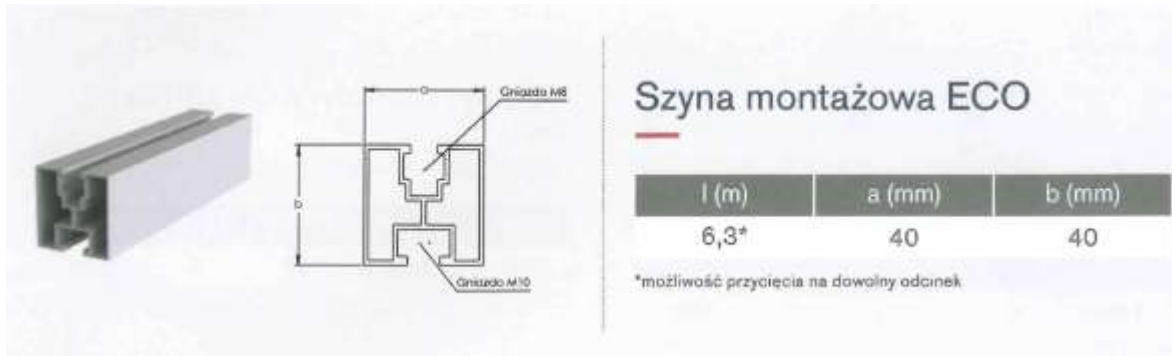 a
Gniazdo M8
b
Gniazdo M10
Szyna montażowa ECO
l (m) a (mm) b (mm)
6,3* 40 40
*możliwość przycięcia na dowolny odcinek